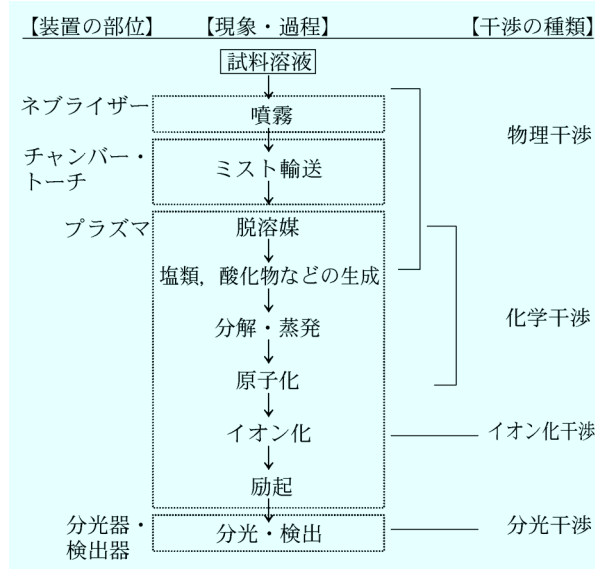 【装置の部位】 【現象・過程】 【干渉の種類】
試料溶液
ネブライザー
噴霧
物理干渉
チャンバー・
トーチ
ミスト輸送
プラズマ
脱溶媒
塩類，酸化物などの生成
化学干渉
分解・蒸発
原子化
イオン化
イオン化干渉
励起
分光器・
検出器
分光・検出
分光干渉